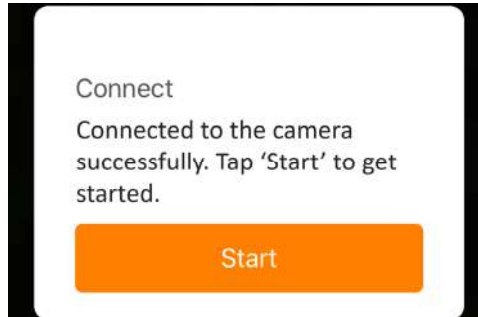 Connect
Connected to the camera
successfully. Tap ‘Start’ to get
started.
Start